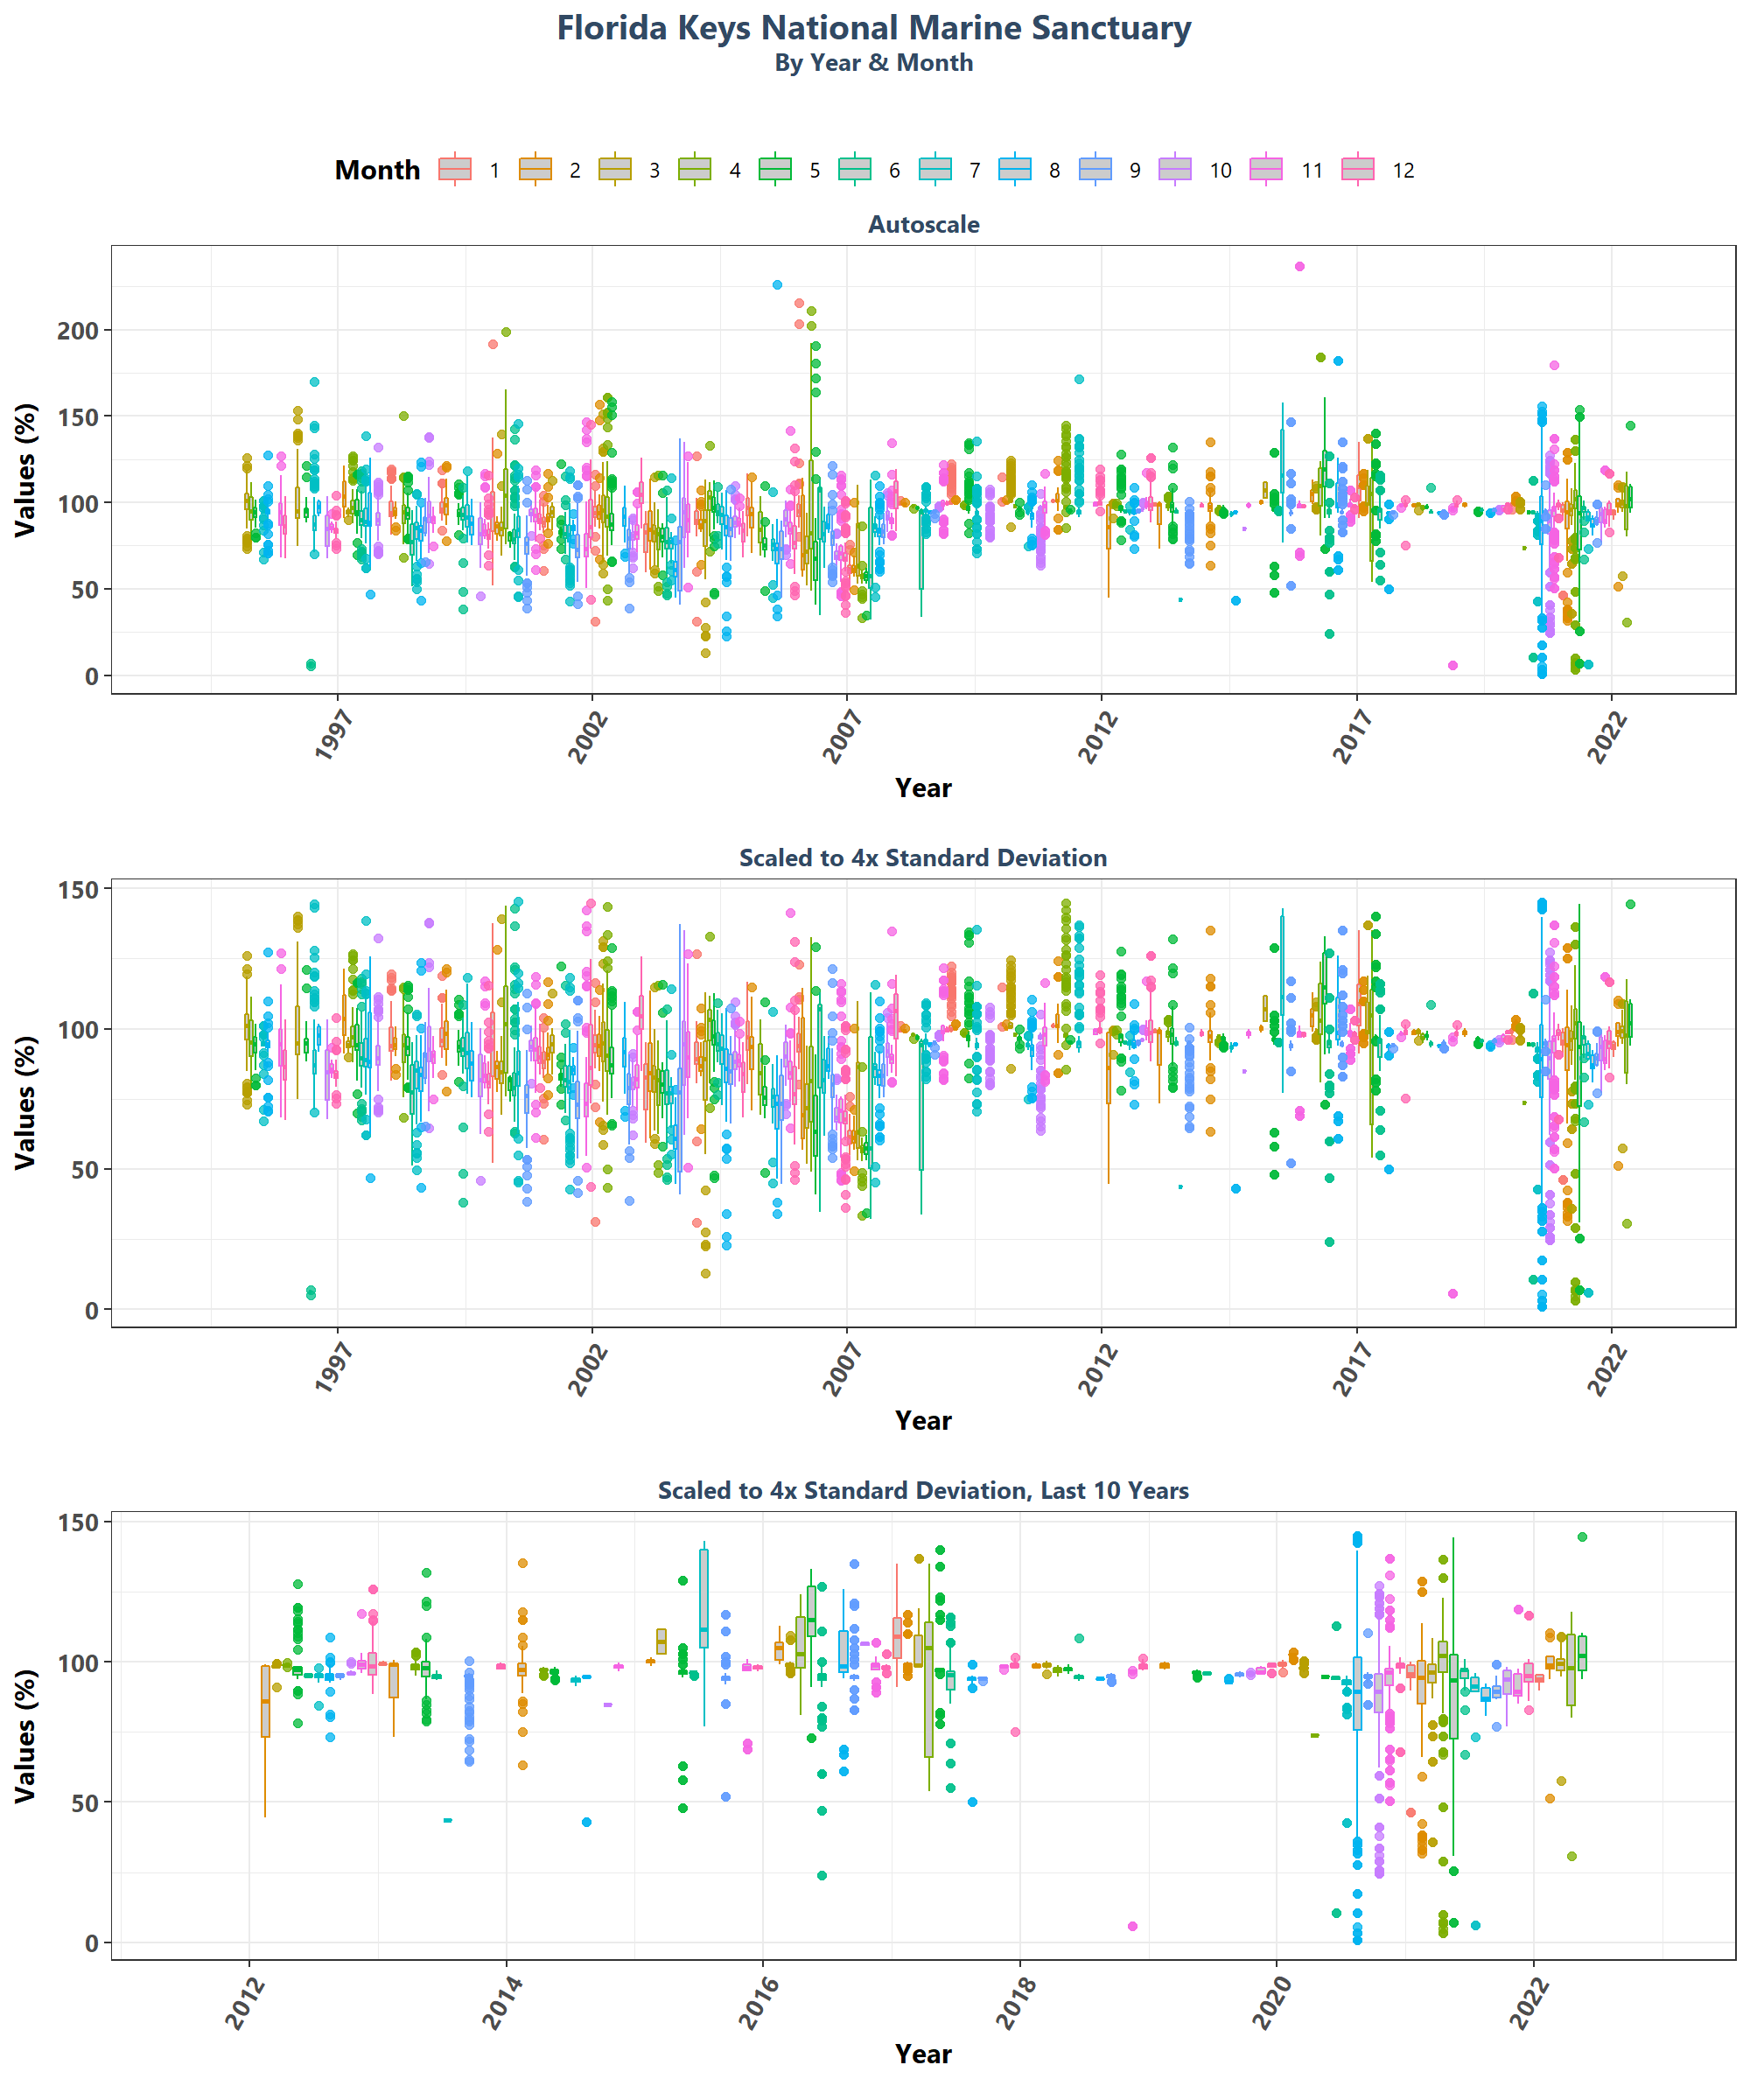 Florida Keys National Marine Sanctuary
By Year & Month
Month 1 2 3 4 5 6 7 8 9 10 11 12
Autoscale
Values (%)
200
150
100
50
0
1997 2002 2007 2012 2017 2022
Year
Scaled to 4x Standard Deviation
Values (%)
150
100
50
0
1997 2002 2007 2012 2017 2022
Year
Scaled to 4x Standard Deviation, Last 10 Years
Values (%)
150
100
50
0
2012 2014 2016 2018 2020 2022
Year